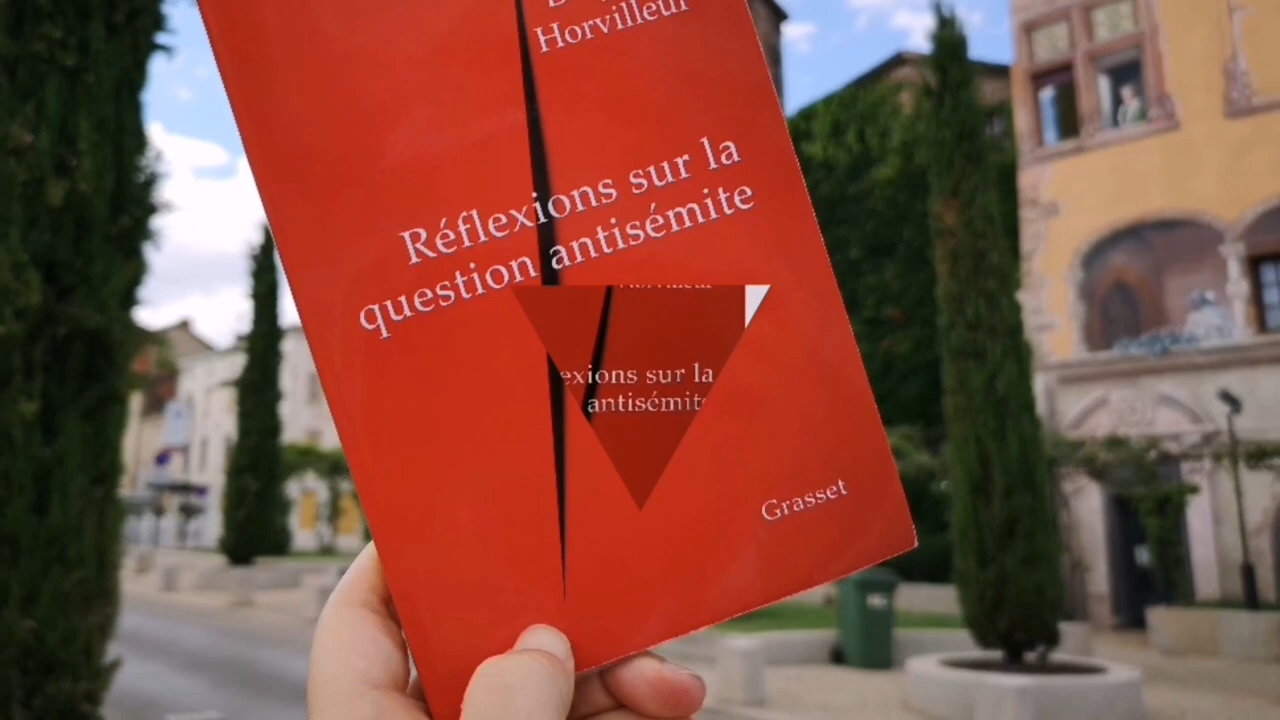 Horvilleur
Réflexions sur la
question antisémite
exions sur la
antisémite
Grasset